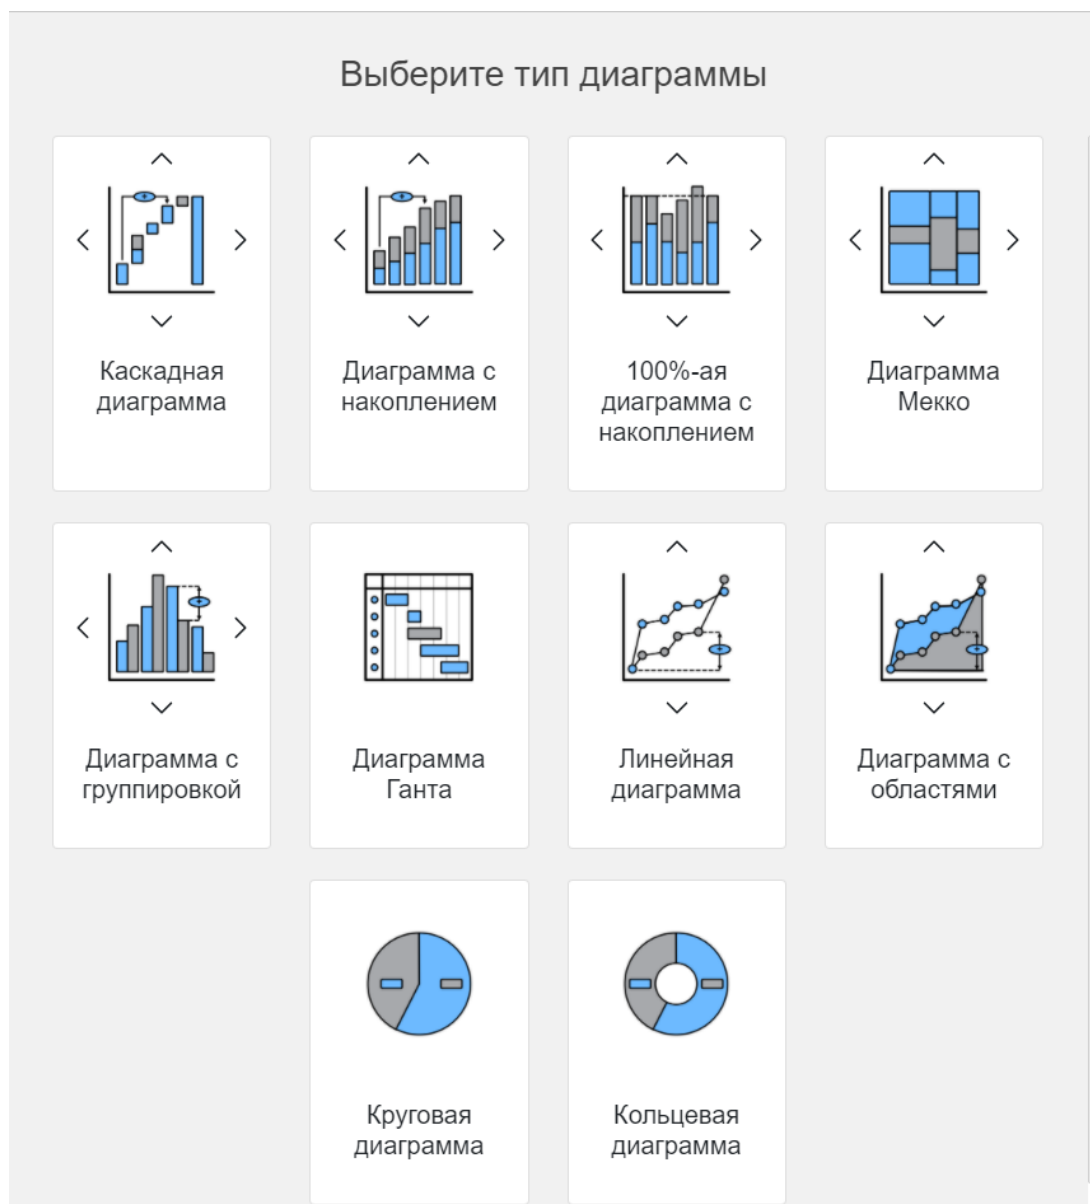 Выберите тип диаграммы
Каскадная
диаграмма
Диаграмма с
накоплением
100%-ая
диаграмма с
накоплением
Диаграмма
Мекко
Диаграмма с
группировкой
Диаграмма
Ганта
Линейная
диаграмма
Диаграмма с
областями
Круговая
диаграмма
Кольцевая
диаграмма